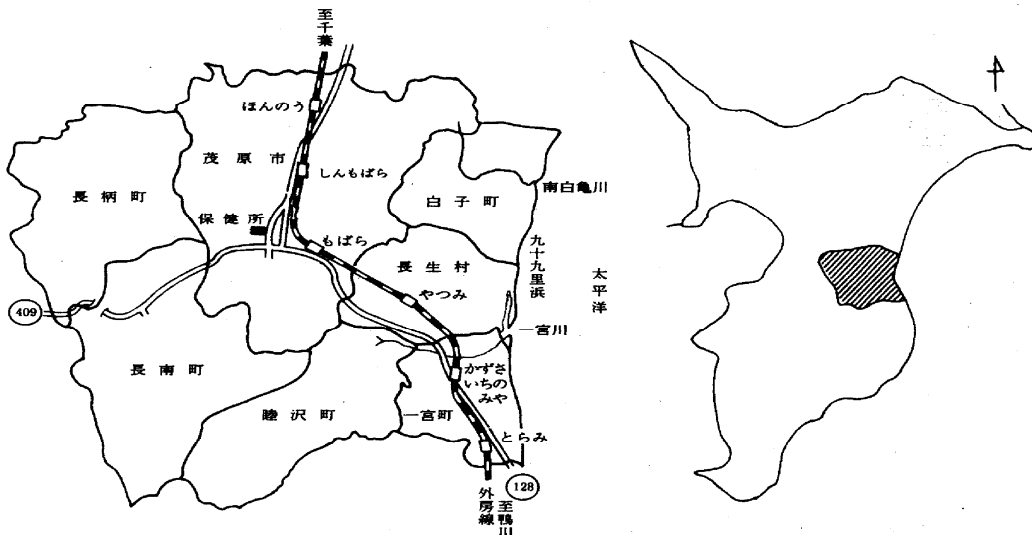 至千葉
ほんのう
茂原市
しんもばら
長柄町
保健所
もばら
白子町
南白亀川
長生村
九十九里浜
太平洋
やつみ
409
一宮川
長南町
かずさ
いちの
みや
睦沢町
一宮町
とらみ
128
外房線
至鴨川